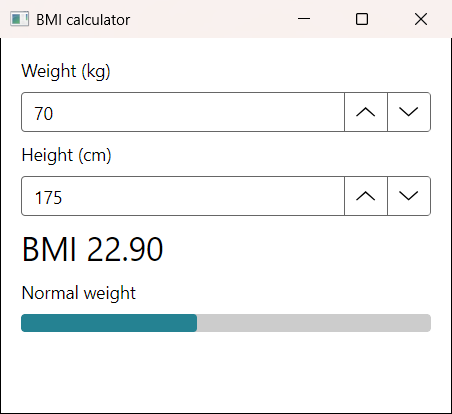 BMI calculator
Weight (kg)
70
Height (cm)
175
BMI 22.90
Normal weight